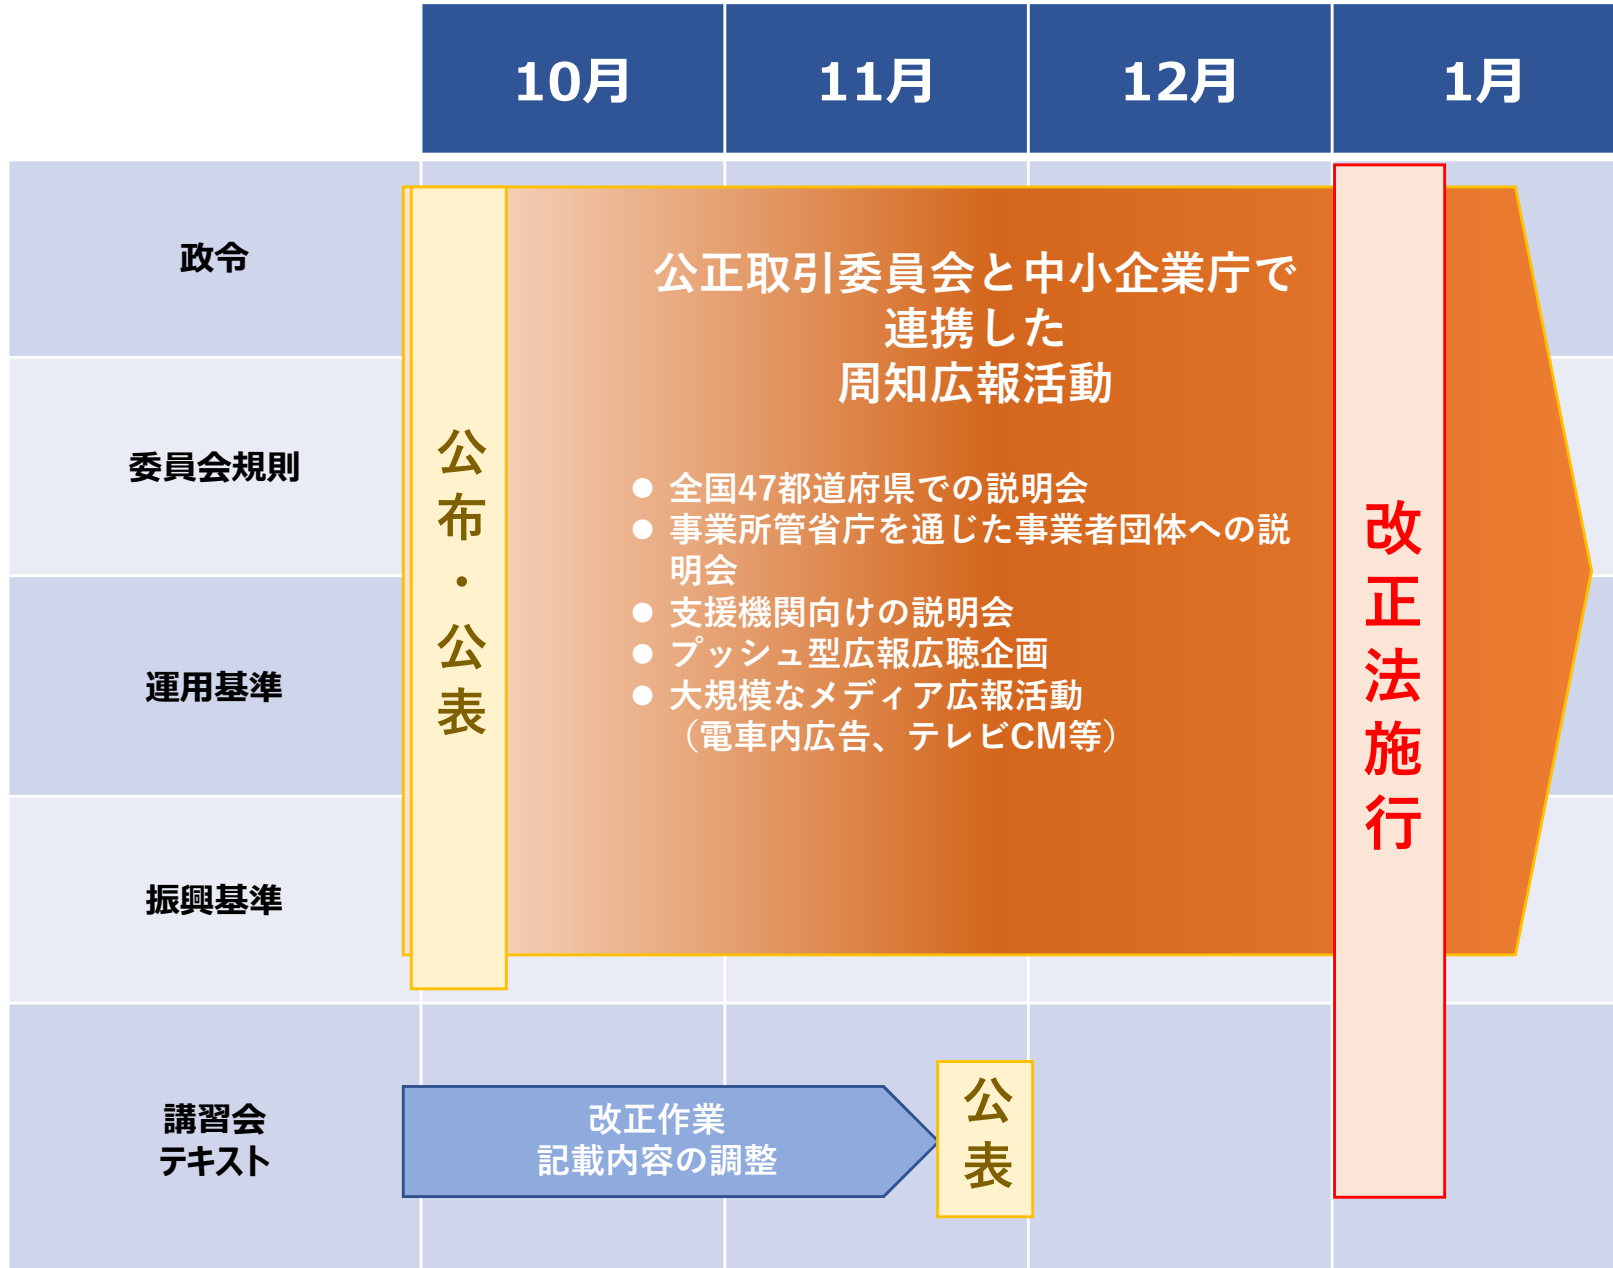 10月
11月
12月
1月
政令
委員会規則
運用基準
振興基準
講習会
テキスト
公布・公表
公正取引委員会と中小企業庁で
連携した
周知広報活動
● 全国47都道府県での説明会
● 事業所管省庁を通じた事業者団体への説
明会
● 支援機関向けの説明会
● プッシュ型広報広聴企画
● 大規模なメディア広報活動
（電車内広告、テレビCM等）
改正法施行
改正作業
記載内容の調整
公表